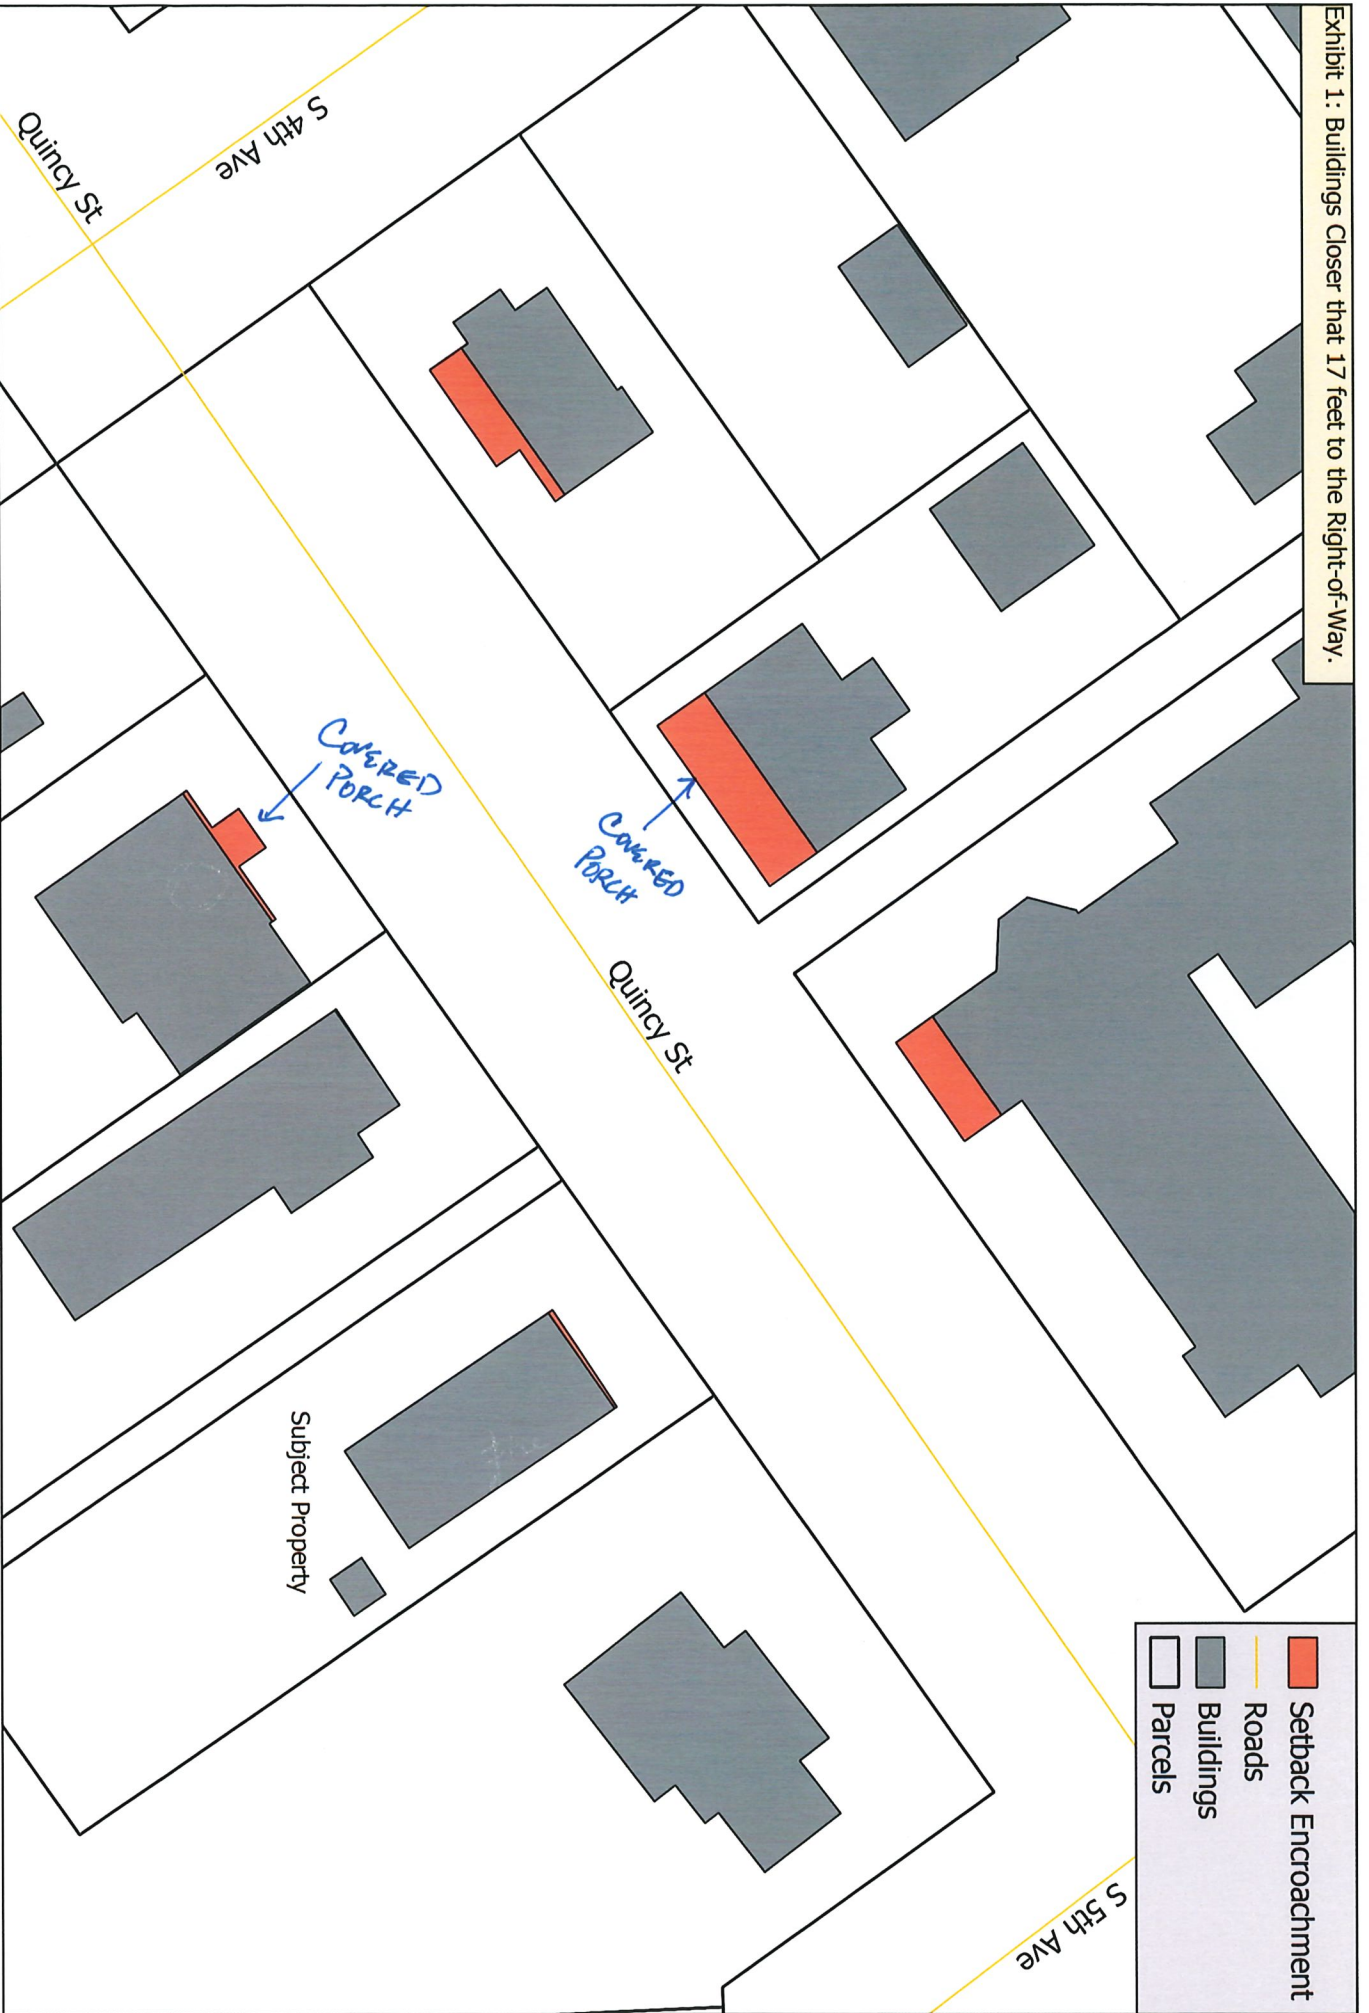 Exhibit 1: Buildings Closer that 17 feet to the Right-of-Way.
Setback Encroachment
Roads
Buildings
Parcels
S 4th Ave
Quincy St
COVERED
PORCH
COVERED
PORCH
Quincy St
Subject Property
S 5th Ave